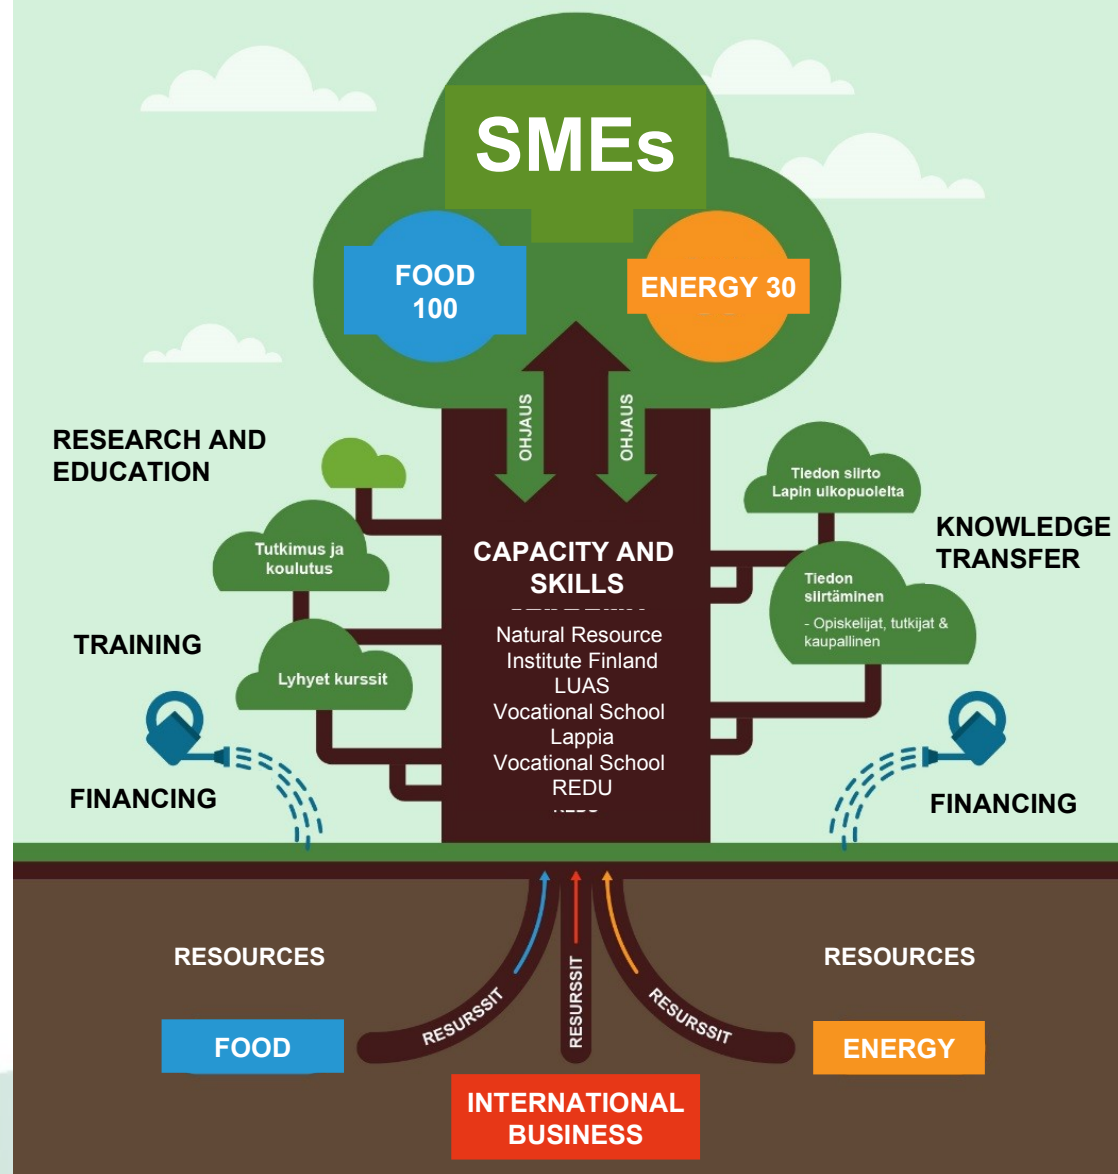 SMEs
FOOD
100
ENERGY 30
OHJAUS
OHJAUS
RESEARCH AND
EDUCATION
Tutkimus ja
koulutus
TRAINING
Lyhyet kurssit
FINANCING
CAPACITY AND
SKILLS
Natural Resource
Institute Finland
LUAS
Vocational School
Lappia
Vocational School
REDU
Tiedon siirto
Lapin ulkopuolelta
KNOWLEDGE
TRANSFER
Tiedon
siirtäminen
- Opiskelijat, tutkijat &
kaupallinen
FINANCING
RESOURCES
FOOD
RESURSSIT
RESURSSIT
RESURSSIT
RESOURCES
ENERGY
INTERNATIONAL
BUSINESS